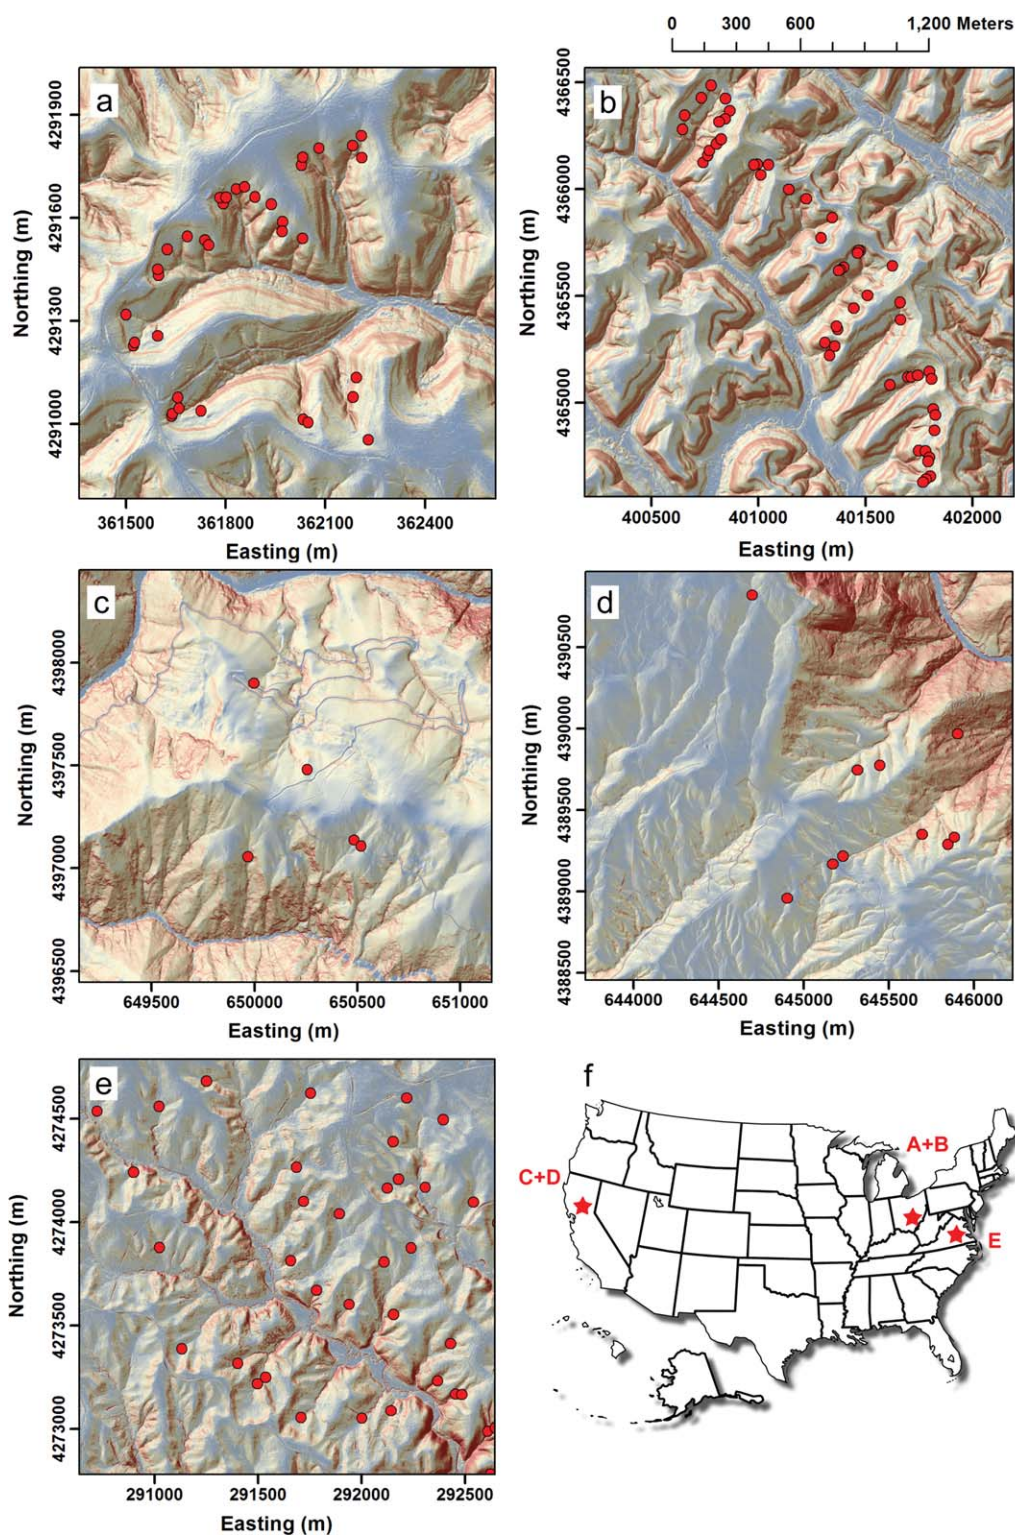 0 300 600 1,200 Meters
a
4291900
4291600
4291300
4291000
Northing (m)
361500 361800 362100 362400
Easting (m)
b
4366500
4366000
4365500
4365000
Northing (m)
400500 401000 401500 402000
Easting (m)
c
4398000
4397500
4397000
4396500
Northing (m)
649500 650000 650500 651000
Easting (m)
d
4390500
4390000
4389500
4389000
4388500
Northing (m)
644000 644500 645000 645500 646000
Easting (m)
e
4274500
4274000
4273500
4273000
Northing (m)
291000 291500 292000 292500
Easting (m)
f
A+B
C+D
E